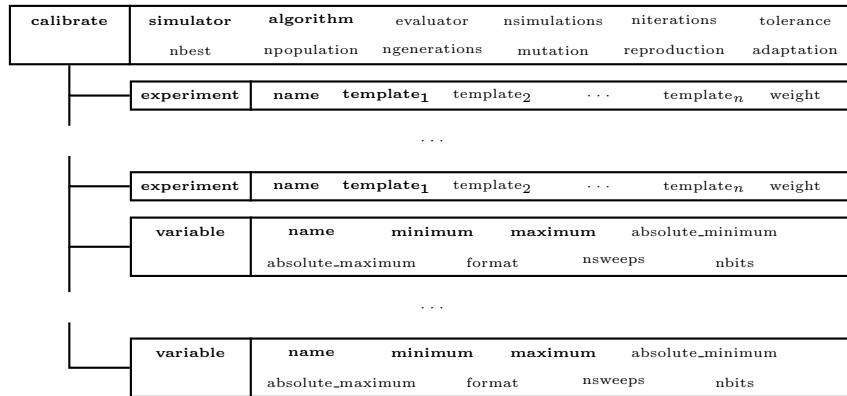 calibrate simulator algorithm evaluator nsimulations niterations tolerance
nbest npopulation ngenerations mutation reproduction adaptation
experiment name template₁ template₂ ... templateₙ weight
...
experiment name template₁ template₂ ... templateₙ weight
variable name minimum maximum absolute_minimum
absolute_maximum format nsweeps nbits
...
variable name minimum maximum absolute_minimum
absolute_maximum format nsweeps nbits